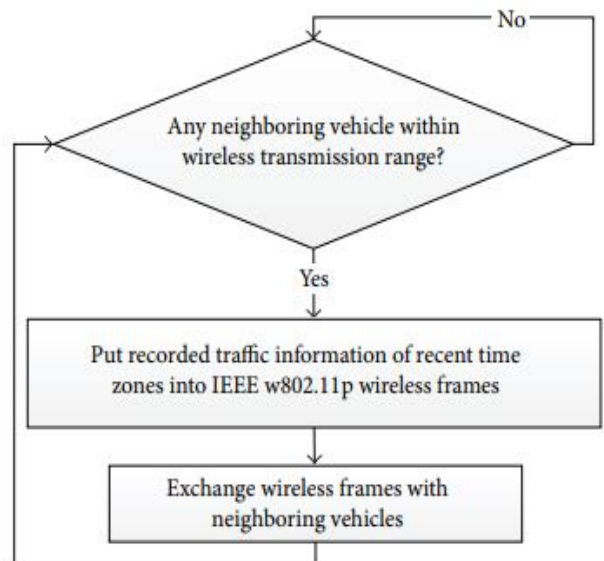 No
Any neighboring vehicle within
wireless transmission range?
Yes
Put recorded traffic information of recent time
zones into IEEE w802.11p wireless frames
Exchange wireless frames with
neighboring vehicles